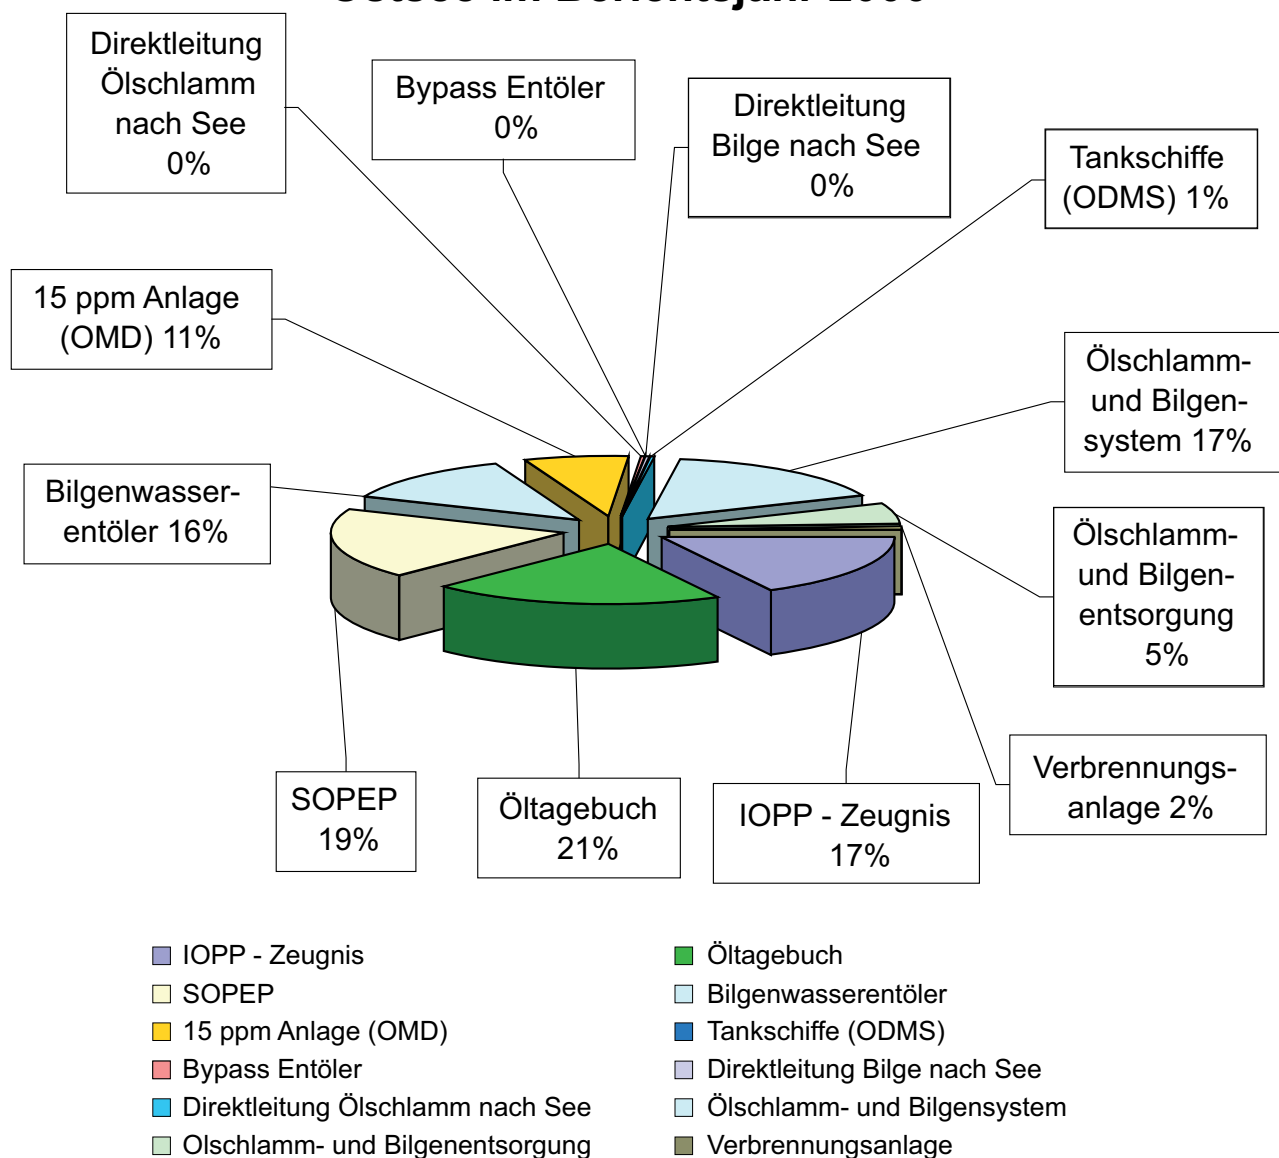 Ostsee im Berichtsjahr
Direktleitung
Ölschlamm
nach See
0%
Bypass Entöler
0%
Direktleitung
Bilge nach See
0%
Tankschiffe
(ODMS) 1%
15 ppm Anlage
(OMD) 11%
Ölschlamm-
und Bilgen-
system 17%
Bilgenwasser-
entöler 16%
Ölschlamm-
und Bilgen-
entsorgung
5%
Verbrennungs-
anlage 2%
SOPEP
19%
Öltagebuch
21%
IOPP - Zeugnis
17%
IOPP - Zeugnis
Öltagebuch
SOPEP
Bilgenwasserentöler
15 ppm Anlage (OMD)
Tankschiffe (ODMS)
Bypass Entöler
Direktleitung Bilge nach See
Direktleitung Ölschlamm nach See
Ölschlamm- und Bilgensystem
Olschlamm- und Bilgenentsorgung
Verbrennungsanlage